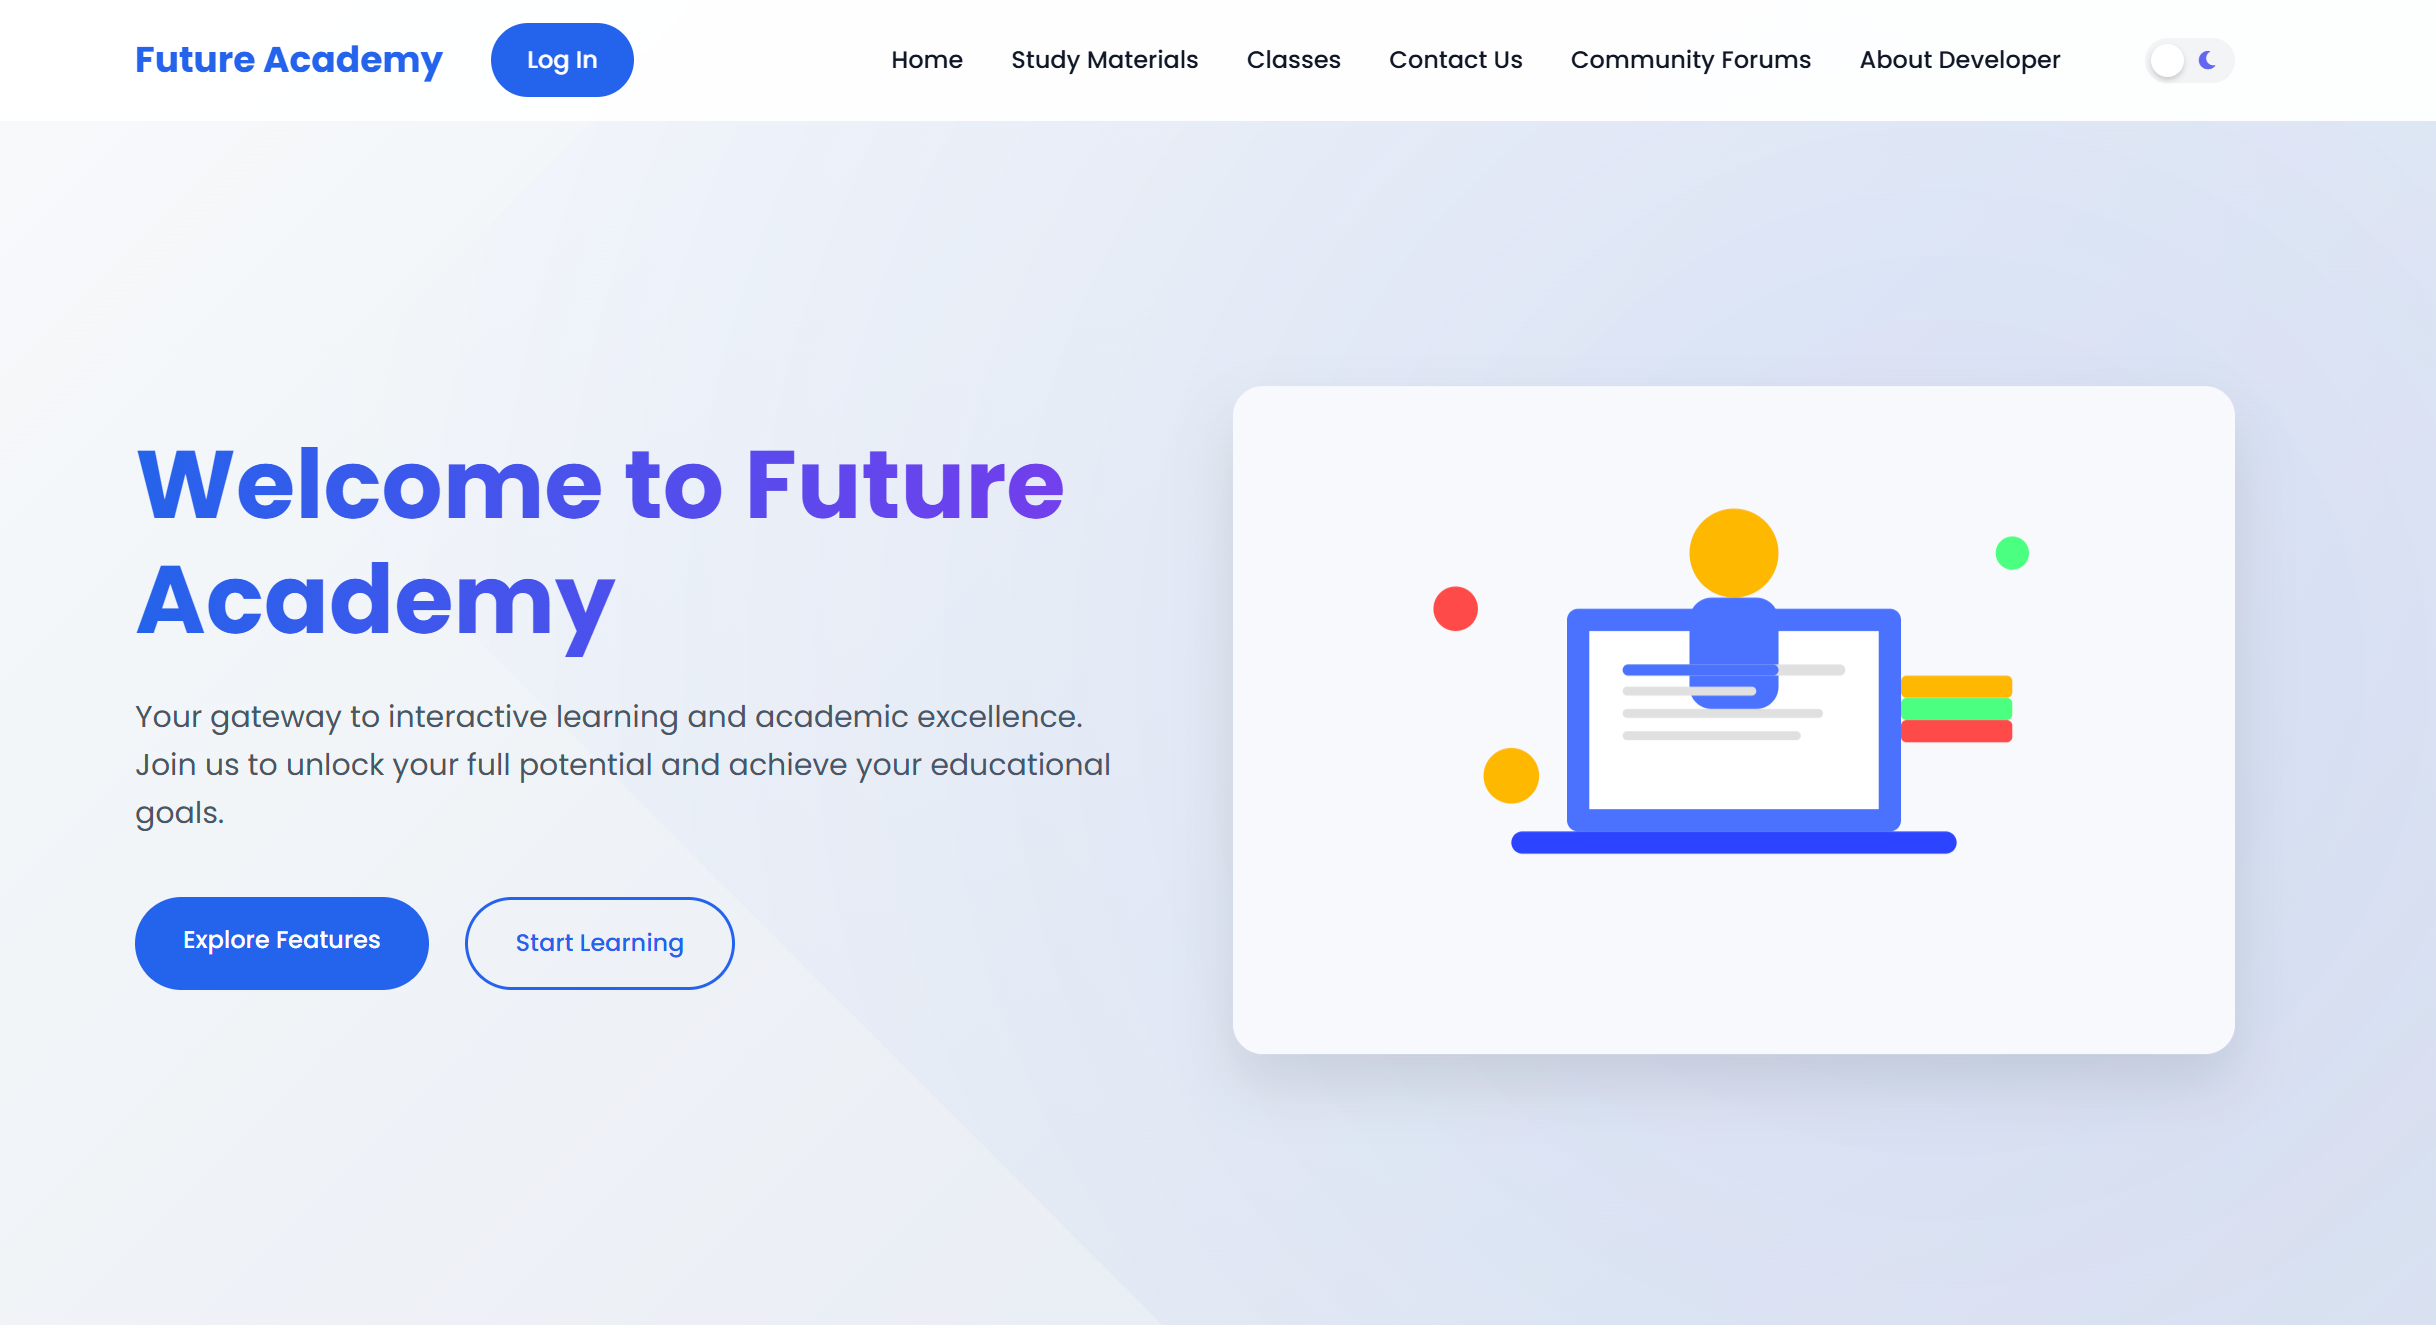 Future Academy
Log In
Home
Study Materials
Classes
Contact Us
Community Forums
About Developer
Welcome to Future
Academy
Your gateway to interactive learning and academic excellence.
Join us to unlock your full potential and achieve your educational
goals.
Explore Features
Start Learning